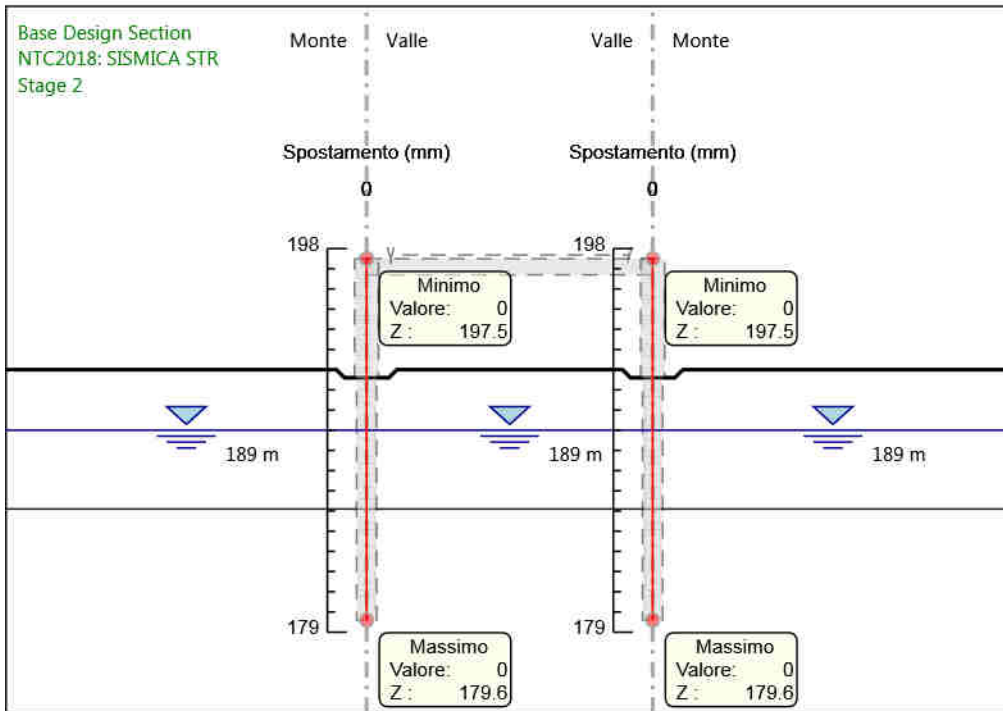 Base Design Section
NTC2018: SISMICA STR
Stage 2
Monte Valle Valle Monte
Spostamento (mm) Spostamento (mm)
0 0
198 198
Minimo Minimo
Valore: 0 Valore: 0
Z : 197.5 Z : 197.5
189 m 189 m 189 m
179 179
Massimo Massimo
Valore: 0 Valore: 0
Z : 179.6 Z : 179.6